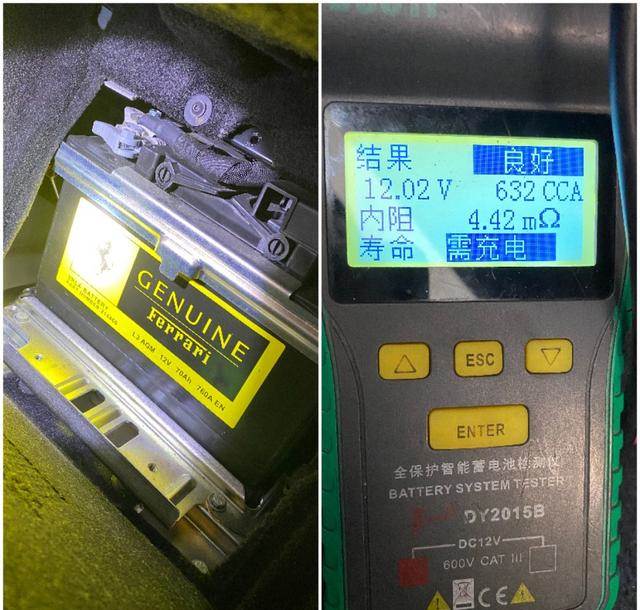 GENUINE
Ferrari
L3 AGM 12V 70Ah 760A EN
结果 良好
12.02 V 632 CCA
内阻 4.42 mΩ
寿命 需充电
ESC
ENTER
全保护智能蓄电池检测仪
BATTERY SYSTEM TESTER
DY2015B
DC12V
600V CAT III
CE